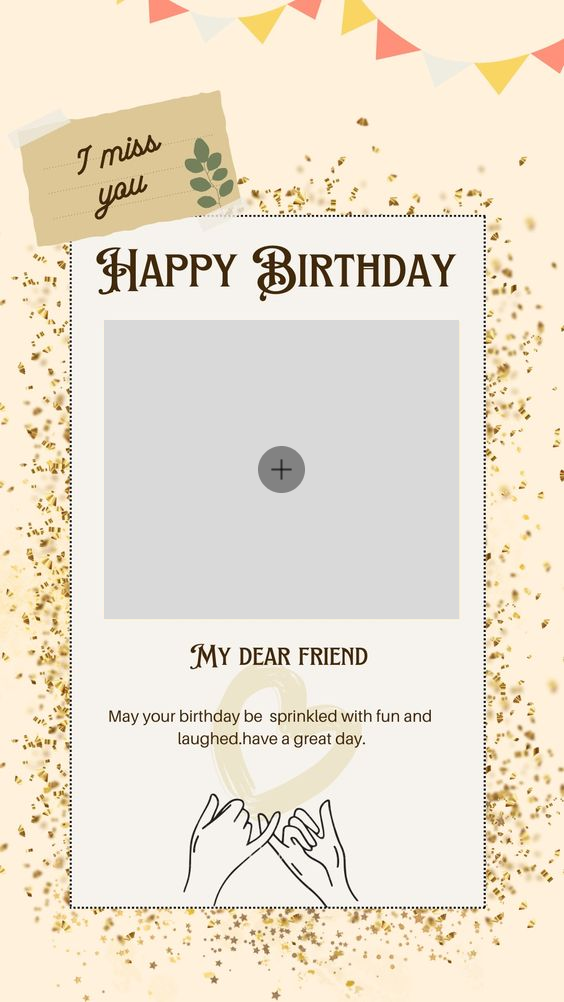 I miss
you
Happy Birthday
My dear friend
May your birthday be  sprinkled with fun and
laughed.have a great day.